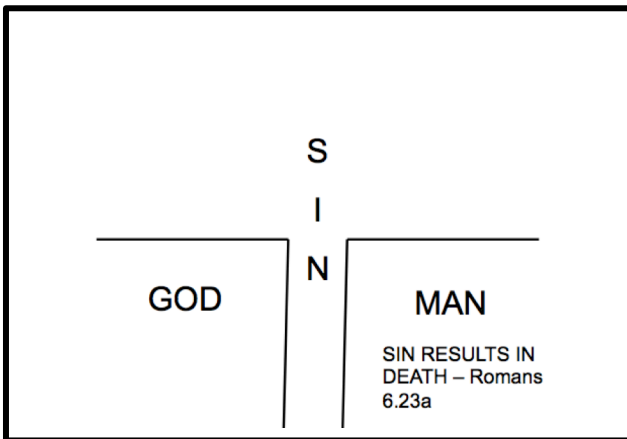 S
I
N
GOD
MAN
SIN RESULTS IN
DEATH – Romans
6.23a